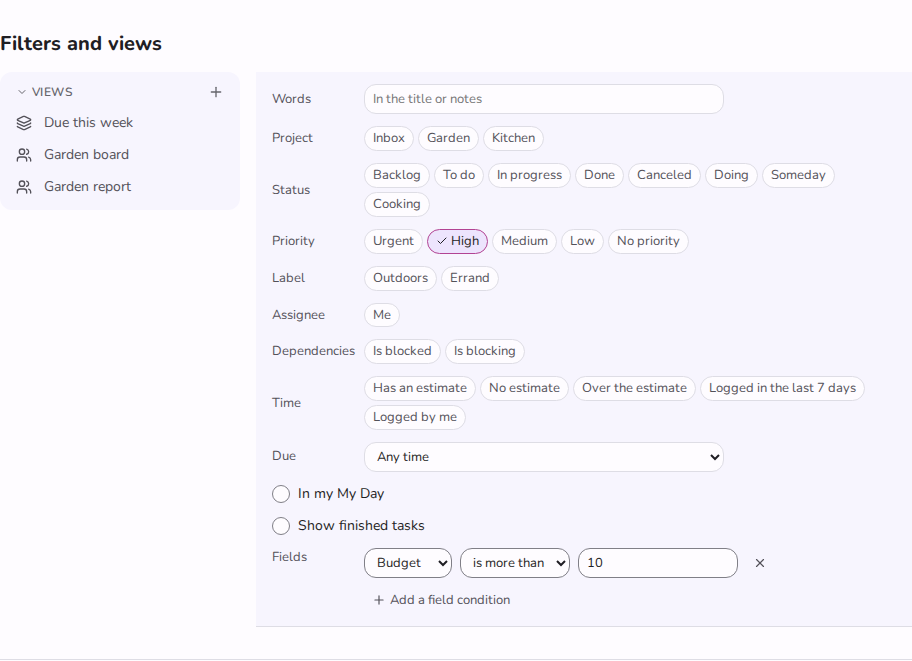 Filters and views
VIEWS
Due this week
Garden board
Garden report
Words In the title or notes
Project Inbox Garden Kitchen
Status Backlog To do In progress Done Canceled Doing Someday
Cooking
Priority Urgent High Medium Low No priority
Label Outdoors Errand
Assignee Me
Dependencies Is blocked Is blocking
Time Has an estimate No estimate Over the estimate Logged in the last 7 days
Logged by me
Due Any time
In my My Day
Show finished tasks
Fields Budget is more than 10
Add a field condition